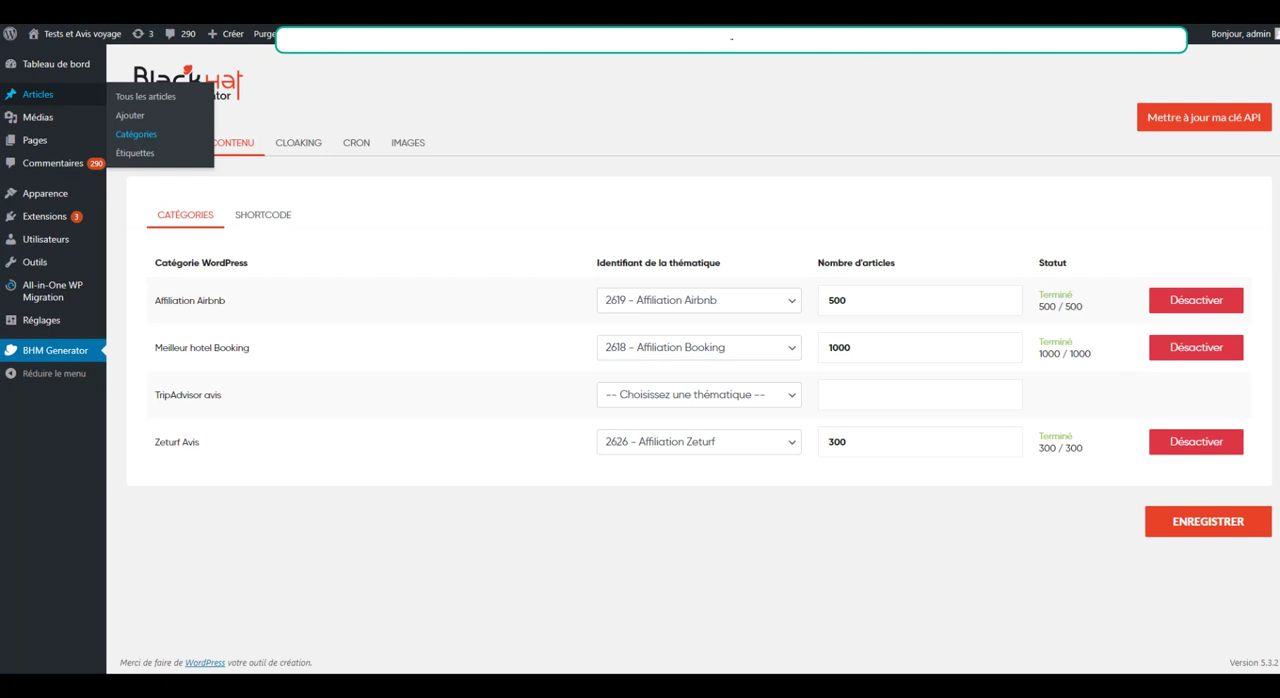 Tests et Avis voyage 3 290 Créer Purge
-
Bonjour, admin
Tableau de bord
Articles
Médias
Pages
Commentaires 290
Apparence
Extensions 3
Utilisateurs
Outils
All-in-One WP
Migration
Réglages
BHM Generator
Réduire le menu
Tous les articles
Ajouter
Catégories
Étiquettes
BlackHat
tor
Mettre à jour ma clé API
CONTENU CLOAKING CRON IMAGES
CATÉGORIES SHORTCODE
Catégorie WordPress Identifiant de la thématique Nombre d'articles Statut
Affiliation Airbnb 2619 - Affiliation Airbnb 500 Terminé
500 / 500 Désactiver
Meilleur hotel Booking 2618 - Affiliation Booking 1000 Terminé
1000 / 1000 Désactiver
TripAdvisor avis -- Choisissez une thématique --
Zeturf Avis 2626 - Affiliation Zeturf 300 Terminé
300 / 300 Désactiver
ENREGISTRER
Merci de faire de WordPress votre outil de création. Version 5.3.2